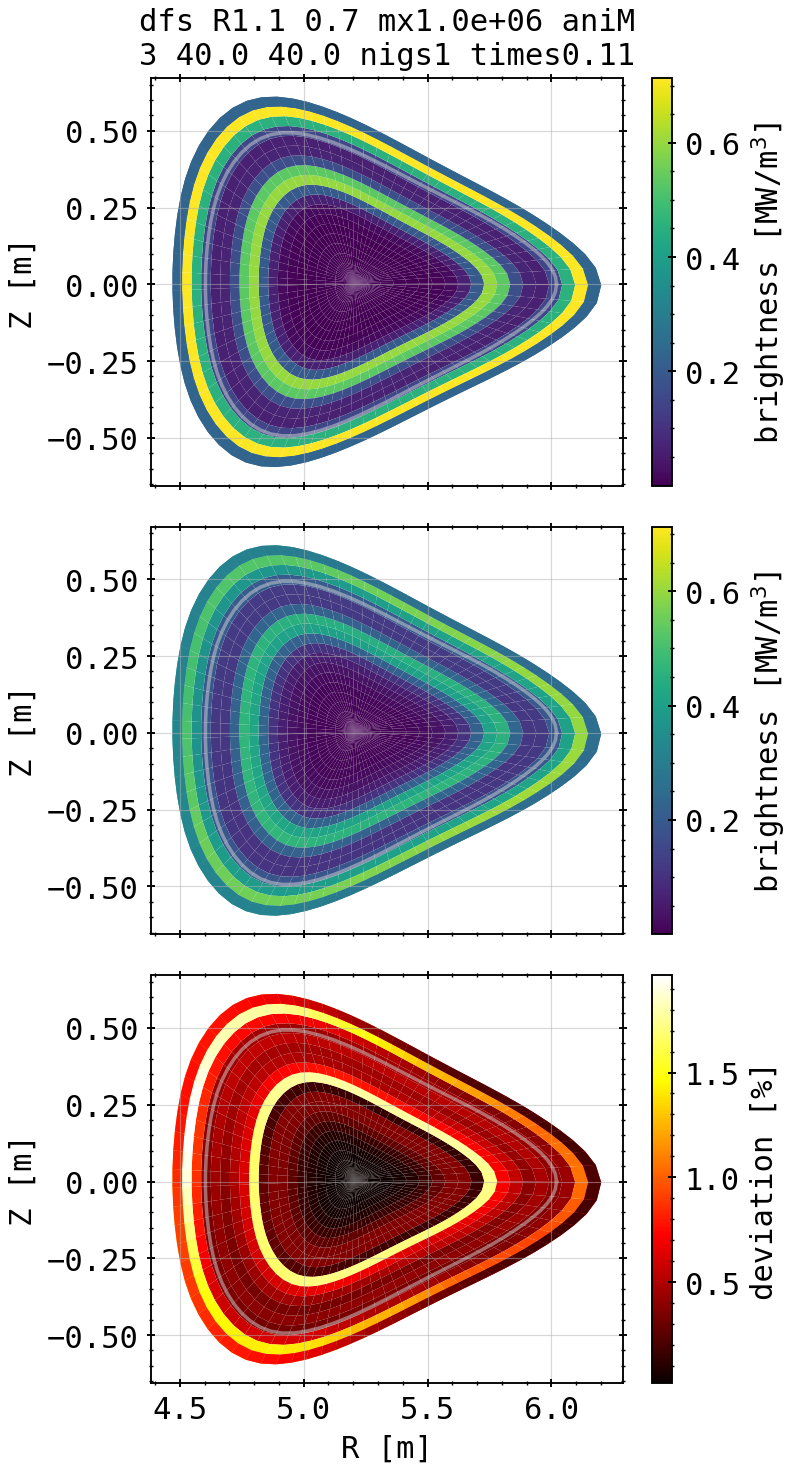 dfs R1.1 0.7 mx1.0e+06 aniM
3 40.0 40.0 nigs1 times0.11
0.50
0.25
0.00
−0.25
−0.50
Z [m]
0.6
0.4
0.2
brightness [MW/m³]
0.50
0.25
0.00
−0.25
−0.50
Z [m]
0.6
0.4
0.2
brightness [MW/m³]
0.50
0.25
0.00
−0.25
−0.50
Z [m]
1.5
1.0
0.5
deviation [%]
4.5 5.0 5.5 6.0
R [m]